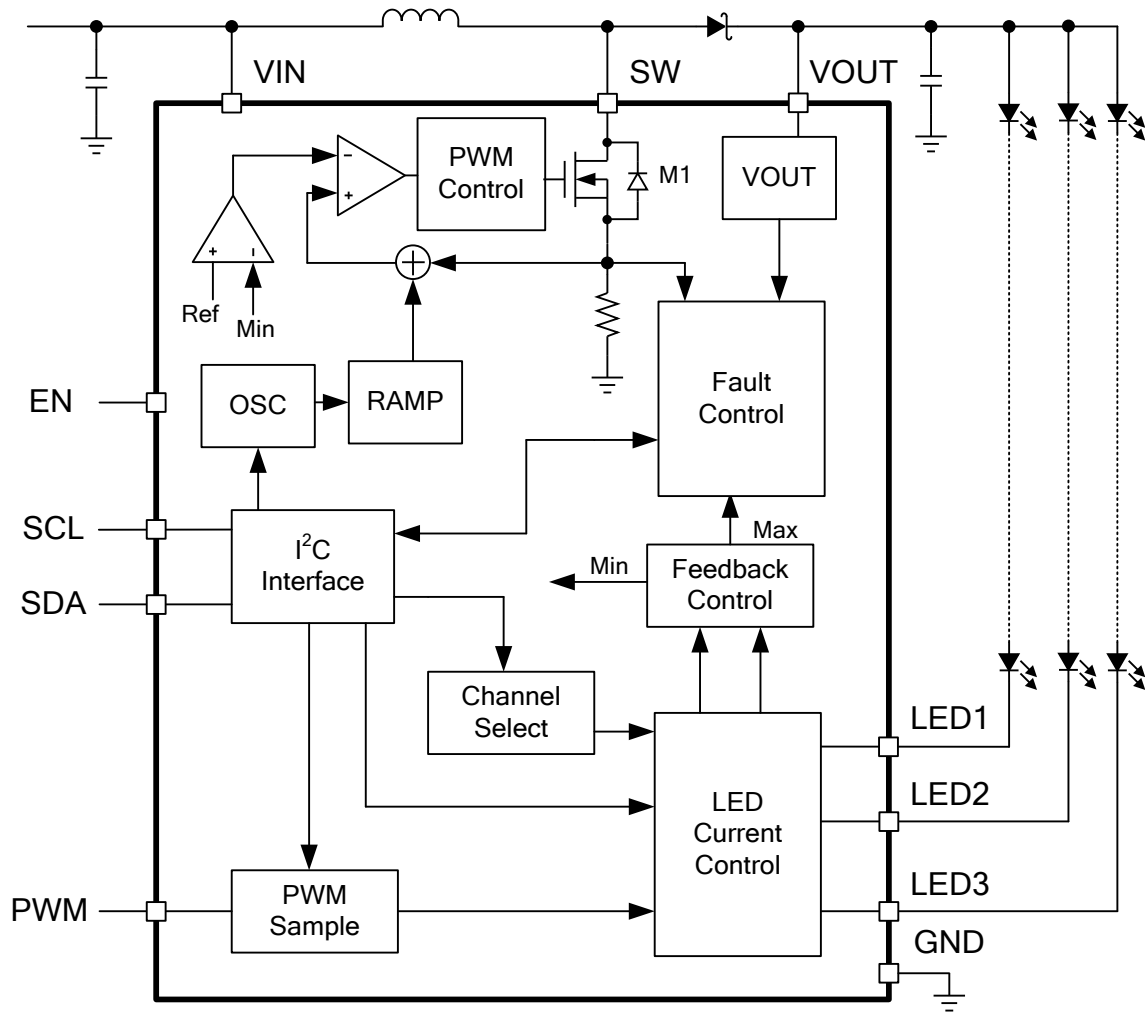 VIN
SW
VOUT
−
+
PWM
Control
M1
VOUT
+
−
Ref
Min
+
EN
OSC
RAMP
Fault
Control
SCL
I²C
Interface
Max
Min
Feedback
Control
SDA
Channel
Select
LED1
LED
Current
Control
LED2
LED3
PWM
PWM
Sample
GND